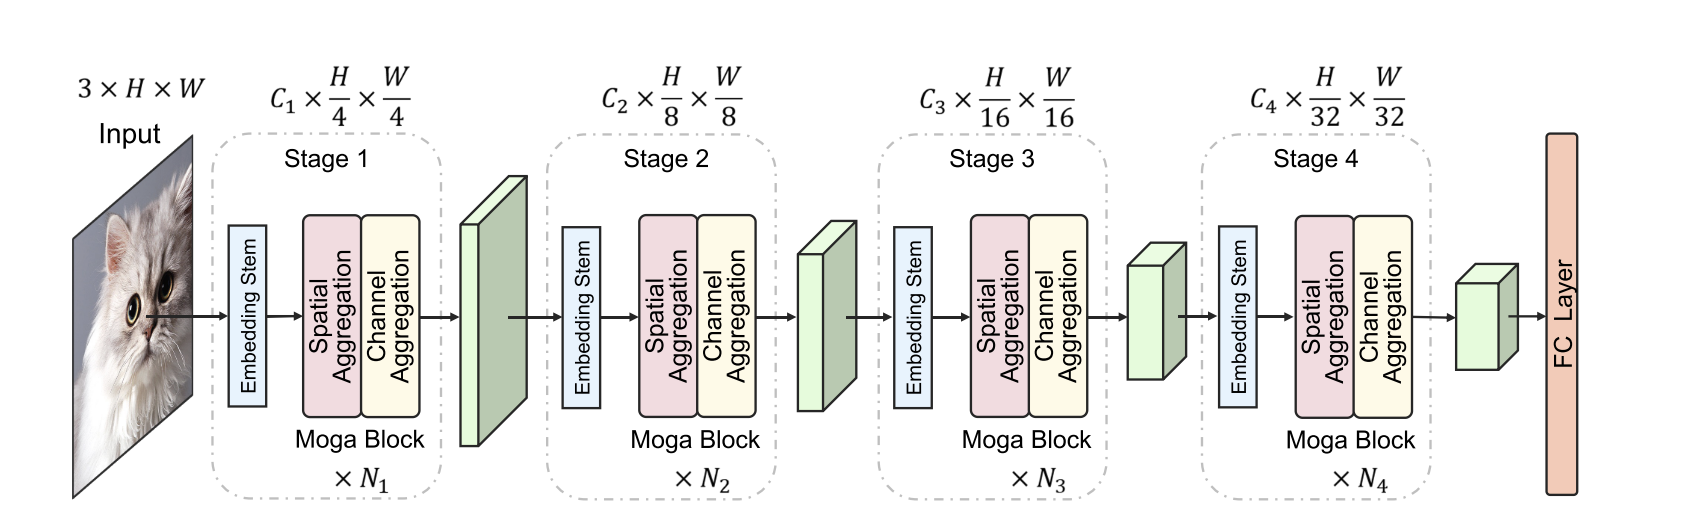 3 × H × W
Input
C₁ × H/4 × W/4
Stage 1
Embedding Stem
Spatial Aggregation
Channel Aggregation
Moga Block
× N₁
C₂ × H/8 × W/8
Stage 2
Embedding Stem
Spatial Aggregation
Channel Aggregation
Moga Block
× N₂
C₃ × H/16 × W/16
Stage 3
Embedding Stem
Spatial Aggregation
Channel Aggregation
Moga Block
× N₃
C₄ × H/32 × W/32
Stage 4
Embedding Stem
Spatial Aggregation
Channel Aggregation
Moga Block
× N₄
FC Layer